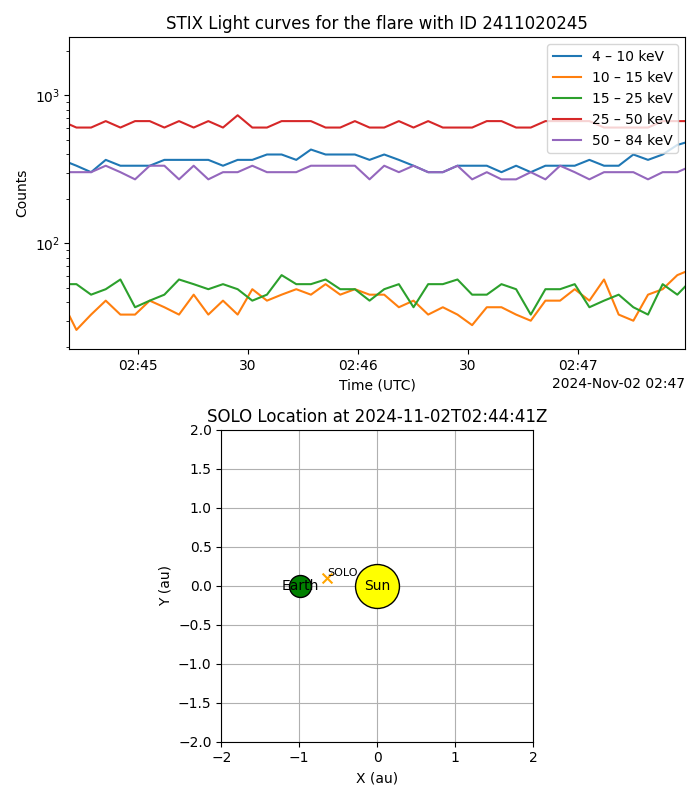 STIX Light curves for the flare with ID 2411020245
4 – 10 keV
10 – 15 keV
15 – 25 keV
25 – 50 keV
50 – 84 keV
10³
10²
Counts
02:45
30
02:46
30
02:47
Time (UTC)
2024-Nov-02 02:47
SOLO Location at 2024-11-02T02:44:41Z
2.0
1.5
1.0
0.5
0.0
−0.5
−1.0
−1.5
−2.0
Y (au)
SOLO
Earth
Sun
−2
−1
0
1
2
X (au)